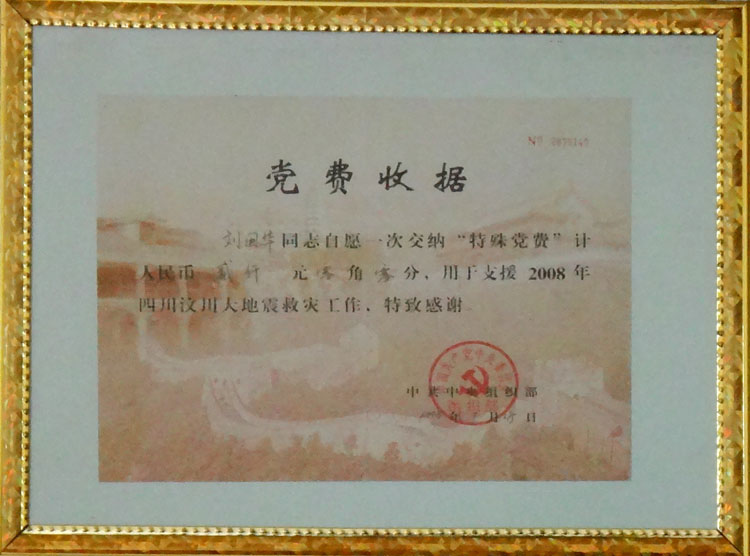 党费收据
刘国华同志自愿一次交纳“特殊党费”计
人民币 贰仟 元零角零分，用于支援2008年
四川汶川大地震救灾工作，特致感谢。
中共中央组织部
年 月 日